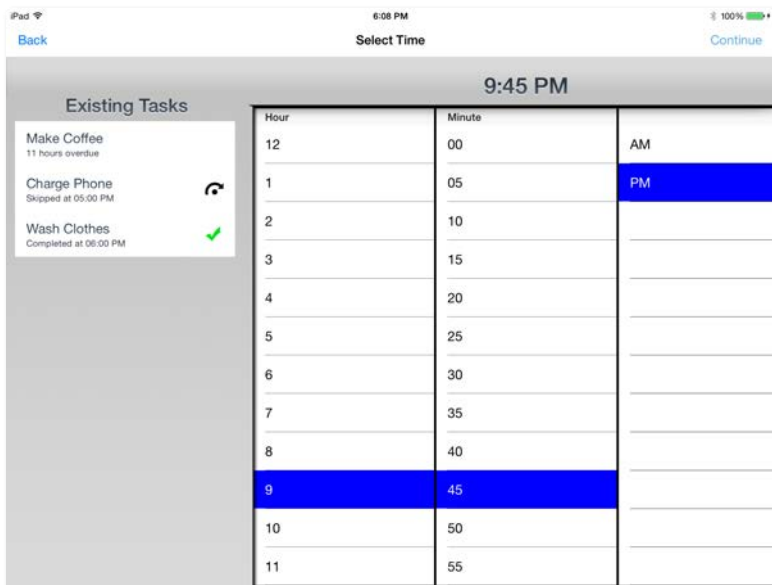 iPad 6:08 PM 100%
Back Select Time Continue
9:45 PM
Existing Tasks
Make Coffee
11 hours overdue
Charge Phone
Skipped at 05:00 PM
Wash Clothes
Completed at 06:00 PM
Hour Minute
12 00 AM
1 05 PM
2 10
3 15
4 20
5 25
6 30
7 35
8 40
9 45
10 50
11 55